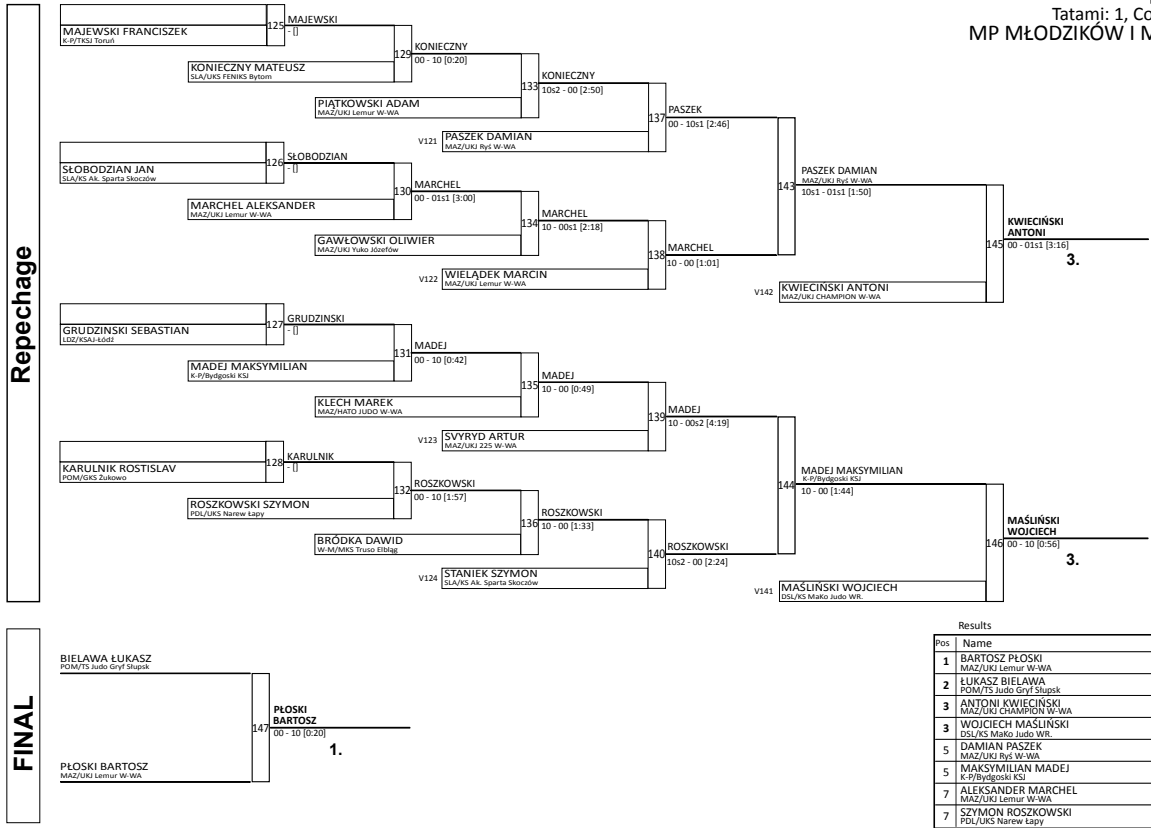 Tatami: 1, Co
MP MŁODZIKÓW I M
Repechage
125
MAJEWSKI
- []
MAJEWSKI FRANCISZEK
K-P/TKSJ Toruń
129
KONIECZNY
00 - 10 [0:20]
KONIECZNY MATEUSZ
SLA/UKS FENIKS Bytom
133
KONIECZNY
10s2 - 00 [2:50]
PIĄTKOWSKI ADAM
MAZ/UKJ Lemur W-WA
137
PASZEK
00 - 10s1 [2:46]
V121
PASZEK DAMIAN
MAZ/UKJ Ryś W-WA
126
SŁOBODZIAN
- []
SŁOBODZIAN JAN
SLA/KS Ak. Sparta Skoczów
143
PASZEK DAMIAN
MAZ/UKJ Ryś W-WA
10s1 - 01s1 [1:50]
130
MARCHEL
00 - 01s1 [3:00]
MARCHEL ALEKSANDER
MAZ/UKJ Lemur W-WA
134
MARCHEL
10 - 00s1 [2:18]
GAWŁOWSKI OLIWIER
MAZ/UKJ Yuko Józefów
138
MARCHEL
10 - 00 [1:01]
V122
WIELĄDEK MARCIN
MAZ/UKJ Lemur W-WA
145
KWIECIŃSKI
ANTONI
00 - 01s1 [3:16]
3.
V142
KWIECIŃSKI ANTONI
MAZ/UKJ CHAMPION W-WA
127
GRUDZINSKI
- []
GRUDZINSKI SEBASTIAN
LDZ/KSAJ-Łódź
131
MADEJ
00 - 10 [0:42]
MADEJ MAKSYMILIAN
K-P/Bydgoski KSJ
135
MADEJ
10 - 00 [0:49]
KLECH MAREK
MAZ/HATO JUDO W-WA
139
MADEJ
10 - 00s2 [4:19]
V123
SVYRYD ARTUR
MAZ/UKJ 225 W-WA
128
KARULNIK
- []
KARULNIK ROSTISLAV
POM/GKS Żukowo
144
MADEJ MAKSYMILIAN
K-P/Bydgoski KSJ
10 - 00 [1:44]
132
ROSZKOWSKI
00 - 10 [1:57]
ROSZKOWSKI SZYMON
PDL/UKS Narew Łapy
136
ROSZKOWSKI
10 - 00 [1:33]
BRÓDKA DAWID
W-M/MKS Truso Elbląg
140
ROSZKOWSKI
10s2 - 00 [2:24]
V124
STANIEK SZYMON
SLA/KS Ak. Sparta Skoczów
146
MAŚLIŃSKI
WOJCIECH
00 - 10 [0:56]
3.
V141
MAŚLIŃSKI WOJCIECH
DSL/KS MaKo Judo WR.
FINAL
BIELAWA ŁUKASZ
POM/TS Judo Gryf Słupsk
147
PŁOSKI
BARTOSZ
00 - 10 [0:20]
1.
PŁOSKI BARTOSZ
MAZ/UKJ Lemur W-WA
Results
Pos Name
1 BARTOSZ PŁOSKI
MAZ/UKJ Lemur W-WA
2 ŁUKASZ BIELAWA
POM/TS Judo Gryf Słupsk
3 ANTONI KWIECIŃSKI
MAZ/UKJ CHAMPION W-WA
3 WOJCIECH MAŚLIŃSKI
DSL/KS MaKo Judo WR.
5 DAMIAN PASZEK
MAZ/UKJ Ryś W-WA
5 MAKSYMILIAN MADEJ
K-P/Bydgoski KSJ
7 ALEKSANDER MARCHEL
MAZ/UKJ Lemur W-WA
7 SZYMON ROSZKOWSKI
PDL/UKS Narew Łapy